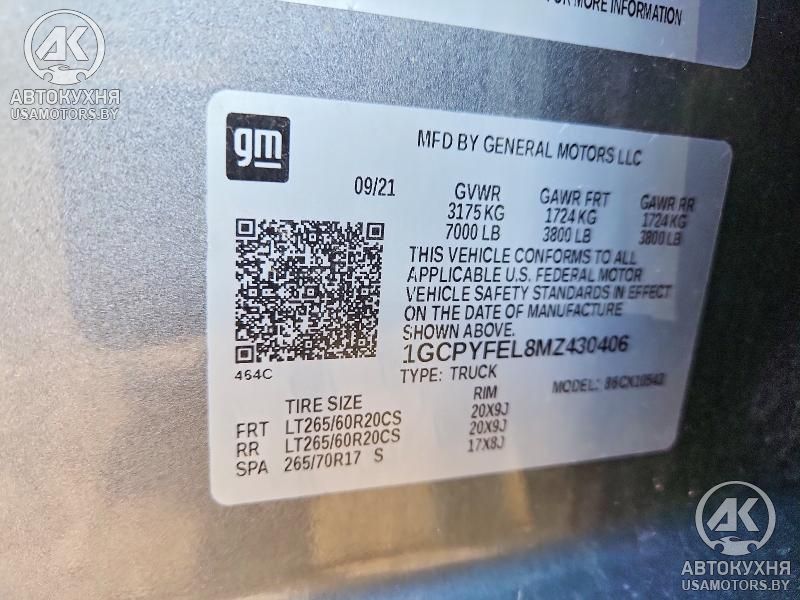 FOR MORE INFORMATION
AK
АВТОКУХНЯ
USAMOTORS.BY
gm
MFD BY GENERAL MOTORS LLC
09/21
GVWR GAWR FRT GAWR RR
3175 KG 1724 KG 1724 KG
7000 LB 3800 LB 3800 LB
THIS VEHICLE CONFORMS TO ALL
APPLICABLE U.S. FEDERAL MOTOR
VEHICLE SAFETY STANDARDS IN EFFECT
ON THE DATE OF MANUFACTURE
SHOWN ABOVE.
1GCPYFEL8MZ430406
464C
TYPE: TRUCK
MODEL:
TIRE SIZE RIM
FRT LT265/60R20CS 20X9J
RR LT265/60R20CS 20X9J
SPA 265/70R17 S 17X8J
AK
АВТОКУХНЯ
USAMOTORS.BY